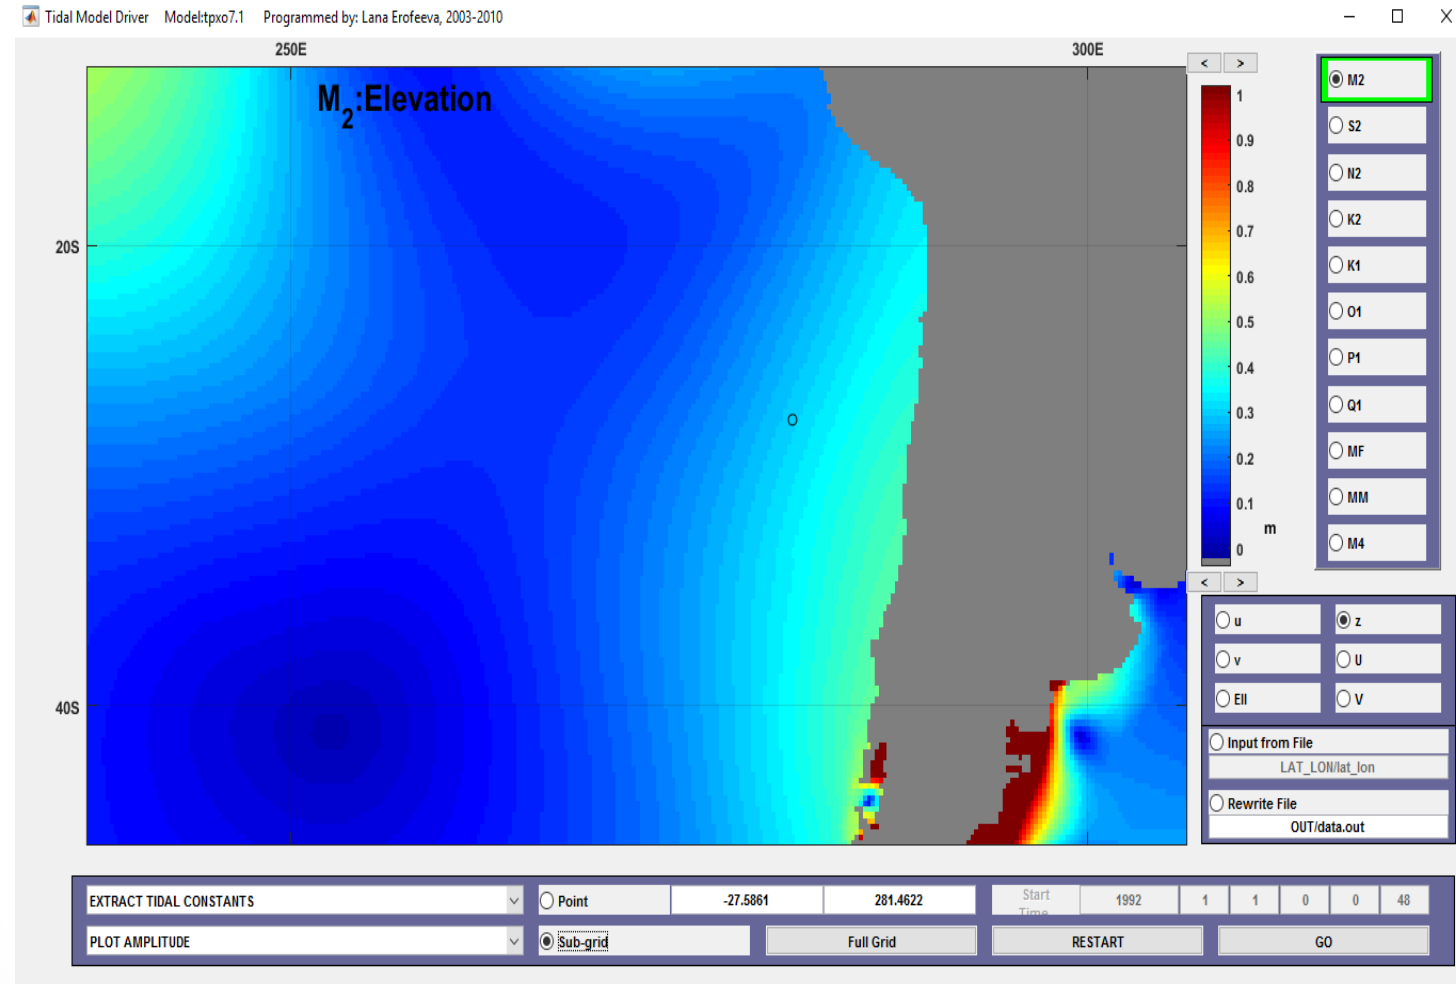 Tidal Model Driver Model:tpxo7.1 Programmed by: Lana Erofeeva, 2003-2010
250E 300E
M2:Elevation
20S
40S
< >
1
0.9
0.8
0.7
0.6
0.5
0.4
0.3
0.2
0.1
m
0
< >
M2
S2
N2
K2
K1
O1
P1
Q1
MF
MM
M4
u z
v U
Ell V
Input from File
LAT_LON/lat_lon
Rewrite File
OUT/data.out
EXTRACT TIDAL CONSTANTS Point -27.5861 281.4622 Start Time 1992 1 1 0 0 48
PLOT AMPLITUDE Sub-grid Full Grid RESTART GO